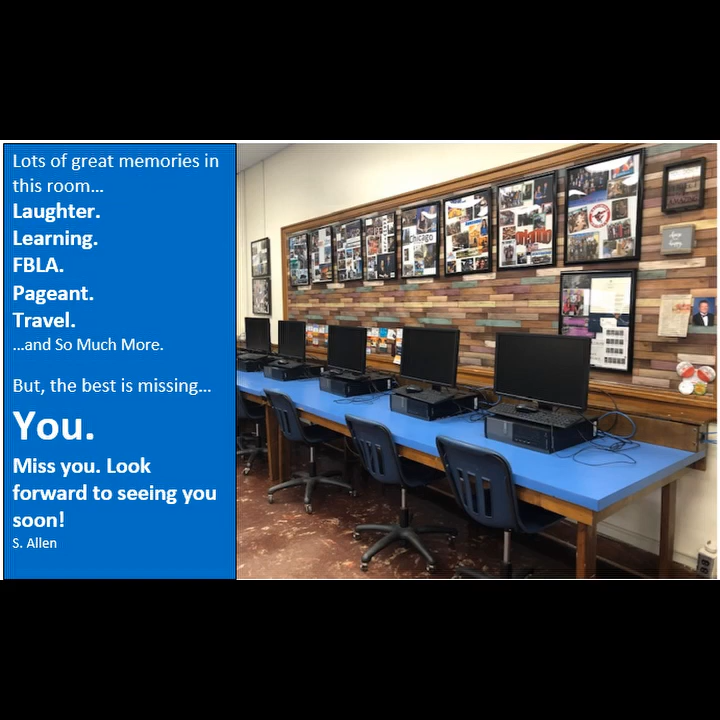 Lots of great memories in
this room...
Laughter.
Learning.
FBLA.
Pageant.
Travel.
...and So Much More.
But, the best is missing...
You.
Miss you. Look
forward to seeing you
soon!
S. Allen
Chicago